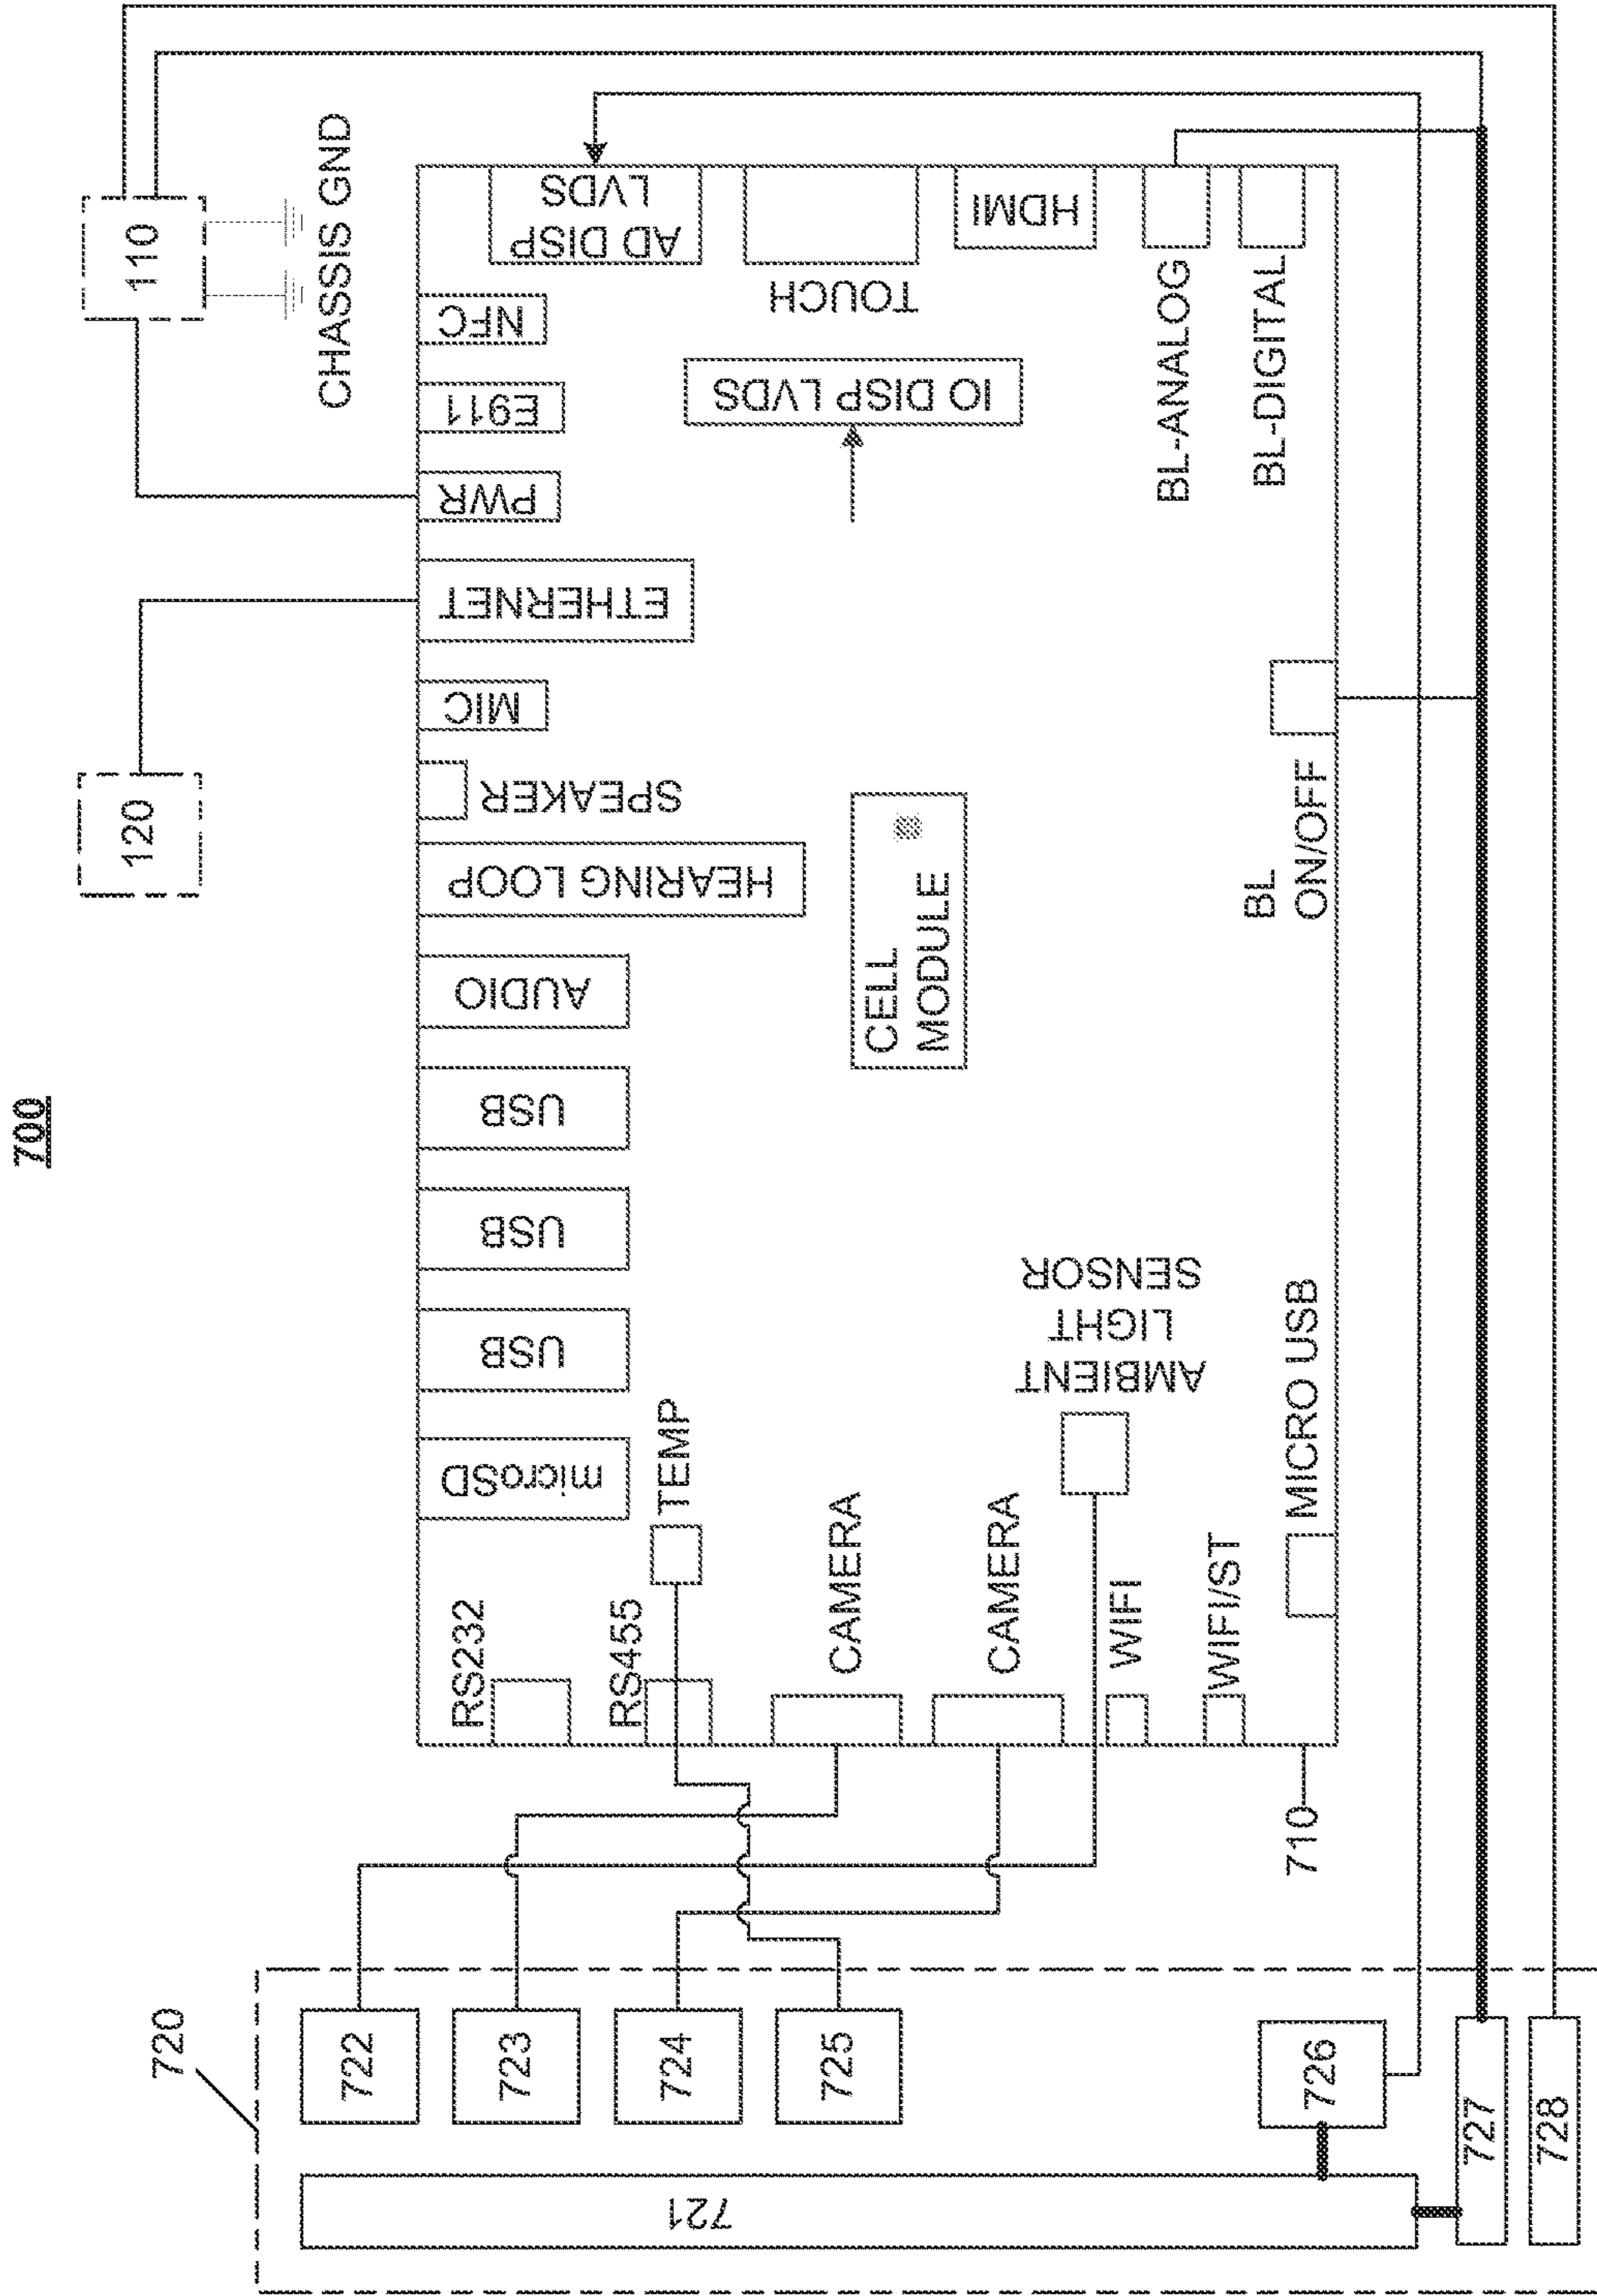 700
720
722
723
724
725
721
726
727
728
710
120
110
CHASSIS GND
RS232
RS455
CAMERA
CAMERA
WIFI
WIFI/ST
MICRO USB
TEMP
AMBIENT
LIGHT
SENSOR
microSD
USB
USB
USB
AUDIO
HEARING LOOP
SPEAKER
MIC
ETHERNET
PWR
E911
NFC
CELL
MODULE
BL
ON/OFF
IO DISP LVDS
AD DISP
LVDS
TOUCH
HDMI
BL-ANALOG
BL-DIGITAL